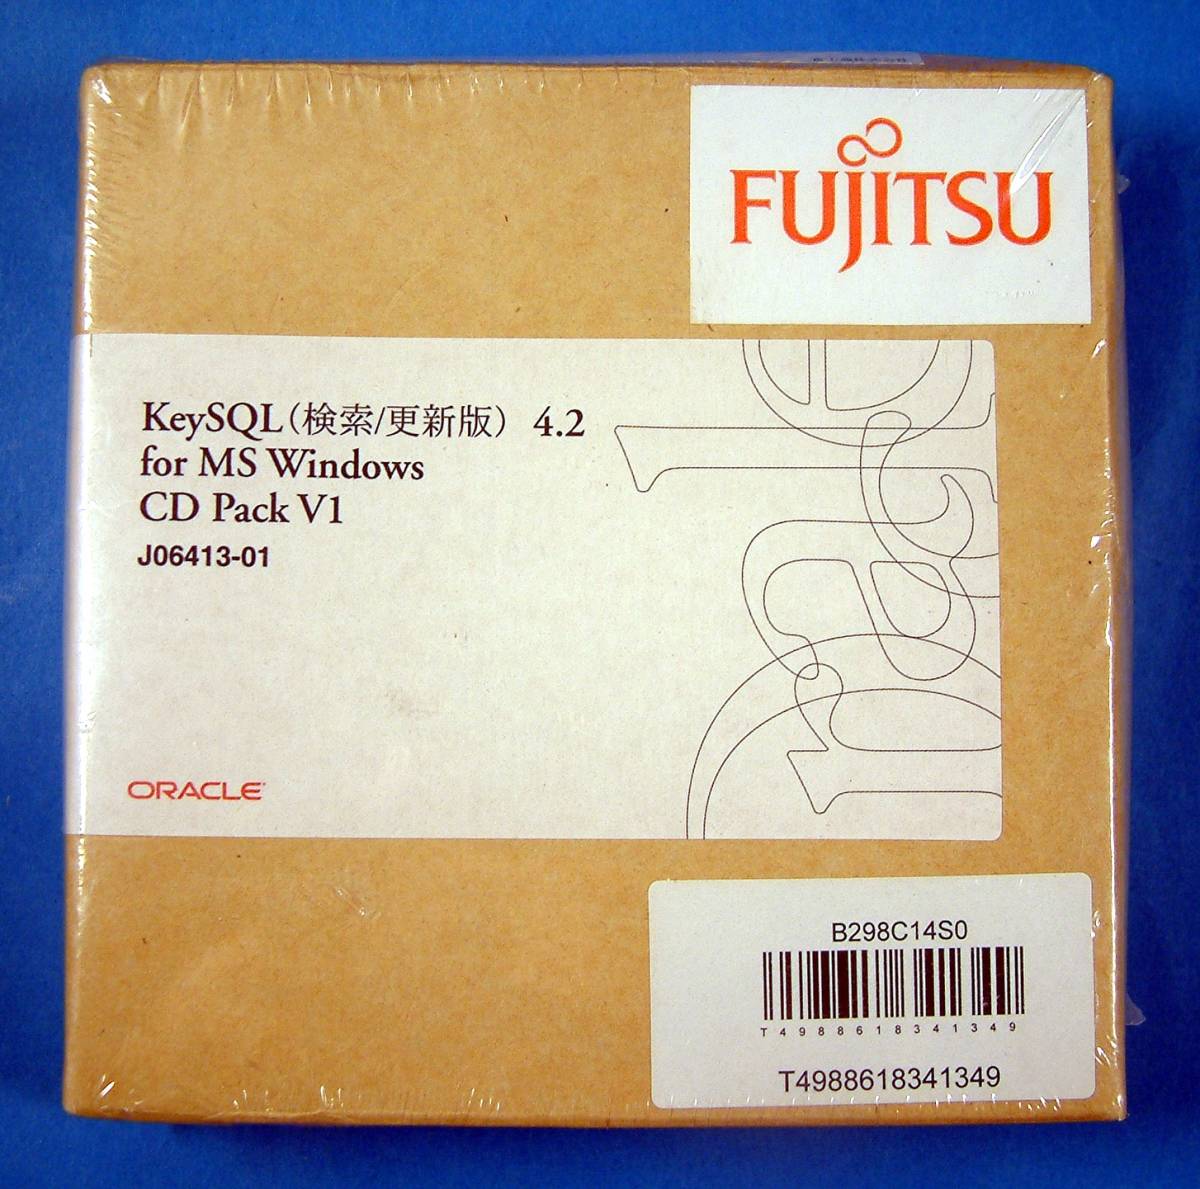 FUJITSU
KeySQL(検索/更新版) 4.2
for MS Windows
CD Pack V1
J06413-01
ORACLE
B298C14S0
T4988618341349
T4988618341349